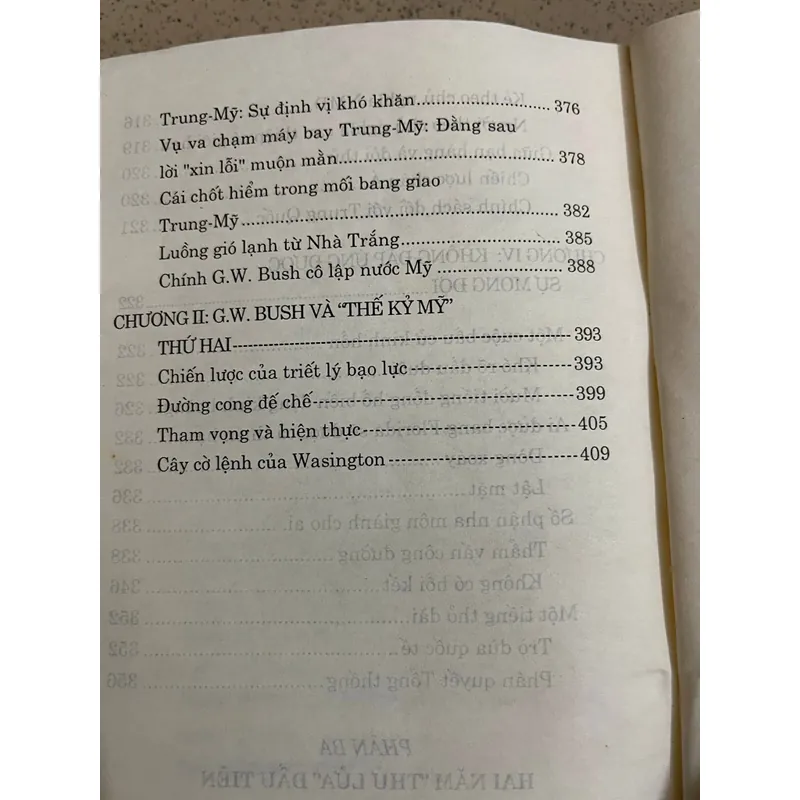 Trung-Mỹ: Sự định vị khó khăn........................... 376
Vụ va chạm máy bay Trung-Mỹ: Đằng sau
lời "xin lỗi" muộn mằn....................................... 378
Cái chốt hiểm trong mối bang giao
Trung-Mỹ........................................................... 382
Luồng gió lạnh từ Nhà Trắng............................. 385
Chính G.W. Bush cô lập nước Mỹ ...................... 388
CHƯƠNG II: G.W. BUSH VÀ "THẾ KỶ MỸ"
THỨ HAI--------------------------------------------------- 393
Chiến lược của triết lý bạo lực------------------------ 393
Đường cong đế chế--------------------------------------- 399
Tham vọng và hiện thực------------------------------- 405
Cây cờ lệnh của Wasington---------------------------- 409